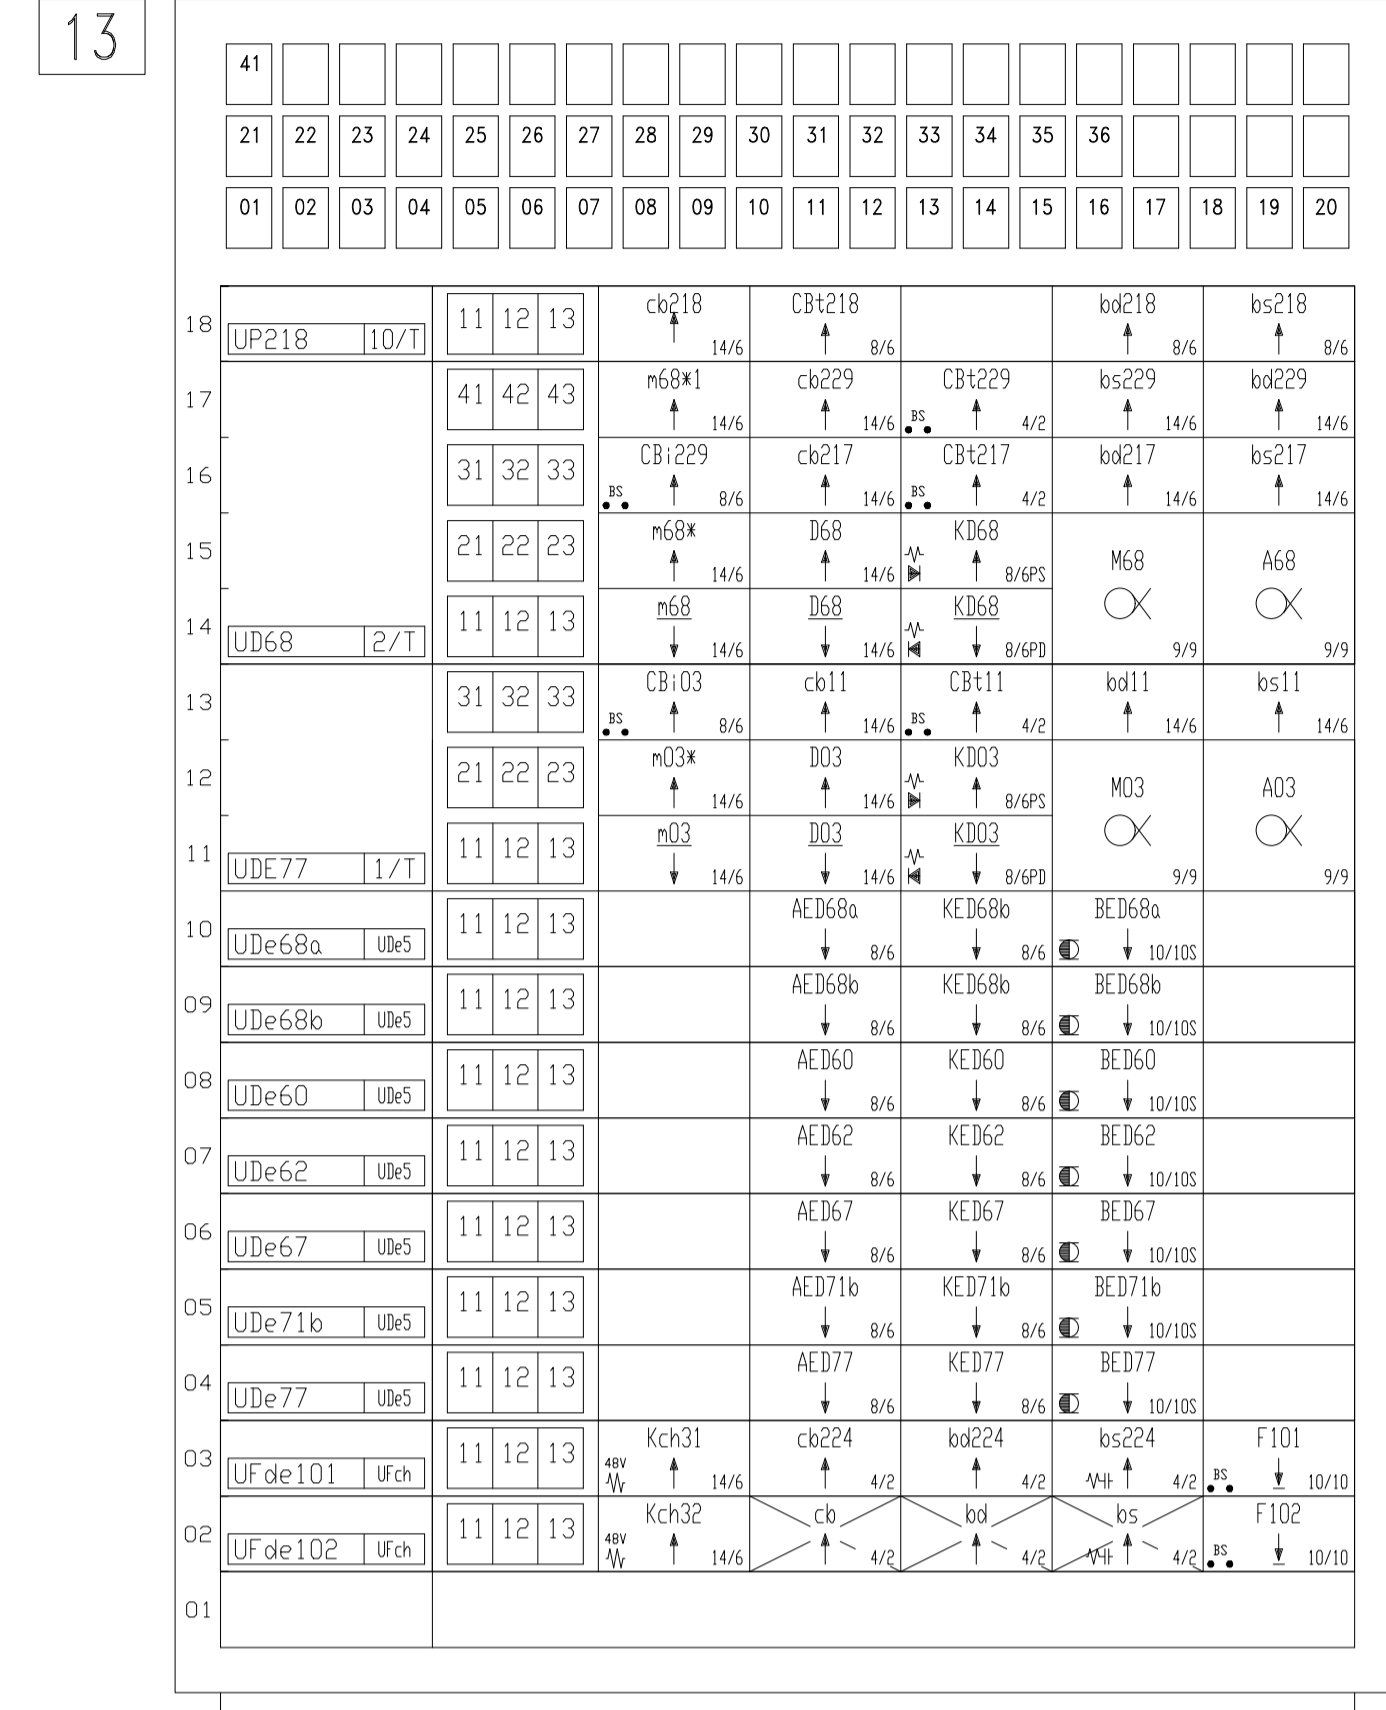 13
41
21 22 23 24 25 26 27 28 29 30 31 32 33 34 35 36
01 02 03 04 05 06 07 08 09 10 11 12 13 14 15 16 17 18 19 20
18 UP218 10/T 11 12 13 cb218 14/6 CBt218 8/6 bd218 8/6 bs218 8/6
17 41 42 43 m68*1 14/6 cb229 14/6 CBt229 BS 4/2 bs229 14/6 bd229 14/6
16 31 32 33 CBi229 BS 8/6 cb217 14/6 CBt217 BS 4/2 bd217 14/6 bs217 14/6
15 21 22 23 m68* 14/6 D68 14/6 KD68 8/6PS M68 A68
14 UD68 2/T 11 12 13 m68 14/6 D68 14/6 KD68 8/6PD 9/9 9/9
13 31 32 33 CBi03 BS 8/6 cb11 14/6 CBt11 BS 4/2 bd11 14/6 bs11 14/6
12 21 22 23 m03* 14/6 D03 14/6 KD03 8/6PS M03 A03
11 UDE77 1/T 11 12 13 m03 14/6 D03 14/6 KD03 8/6PD 9/9 9/9
10 UDe68a UDe5 11 12 13 AED68a 8/6 KED68b 8/6 BED68a 10/10S
09 UDe68b UDe5 11 12 13 AED68b 8/6 KED68b 8/6 BED68b 10/10S
08 UDe60 UDe5 11 12 13 AED60 8/6 KED60 8/6 BED60 10/10S
07 UDe62 UDe5 11 12 13 AED62 8/6 KED62 8/6 BED62 10/10S
06 UDe67 UDe5 11 12 13 AED67 8/6 KED67 8/6 BED67 10/10S
05 UDe71b UDe5 11 12 13 AED71b 8/6 KED71b 8/6 BED71b 10/10S
04 UDe77 UDe5 11 12 13 AED77 8/6 KED77 8/6 BED77 10/10S
03 UFde101 UFch 11 12 13 Kch31 48V 14/6 cb224 4/2 bd224 4/2 bs224 4/2 F101 BS 10/10
02 UFde102 UFch 11 12 13 Kch32 48V 14/6 cb 4/2 bd 4/2 bs 4/2 F102 BS 10/10
01